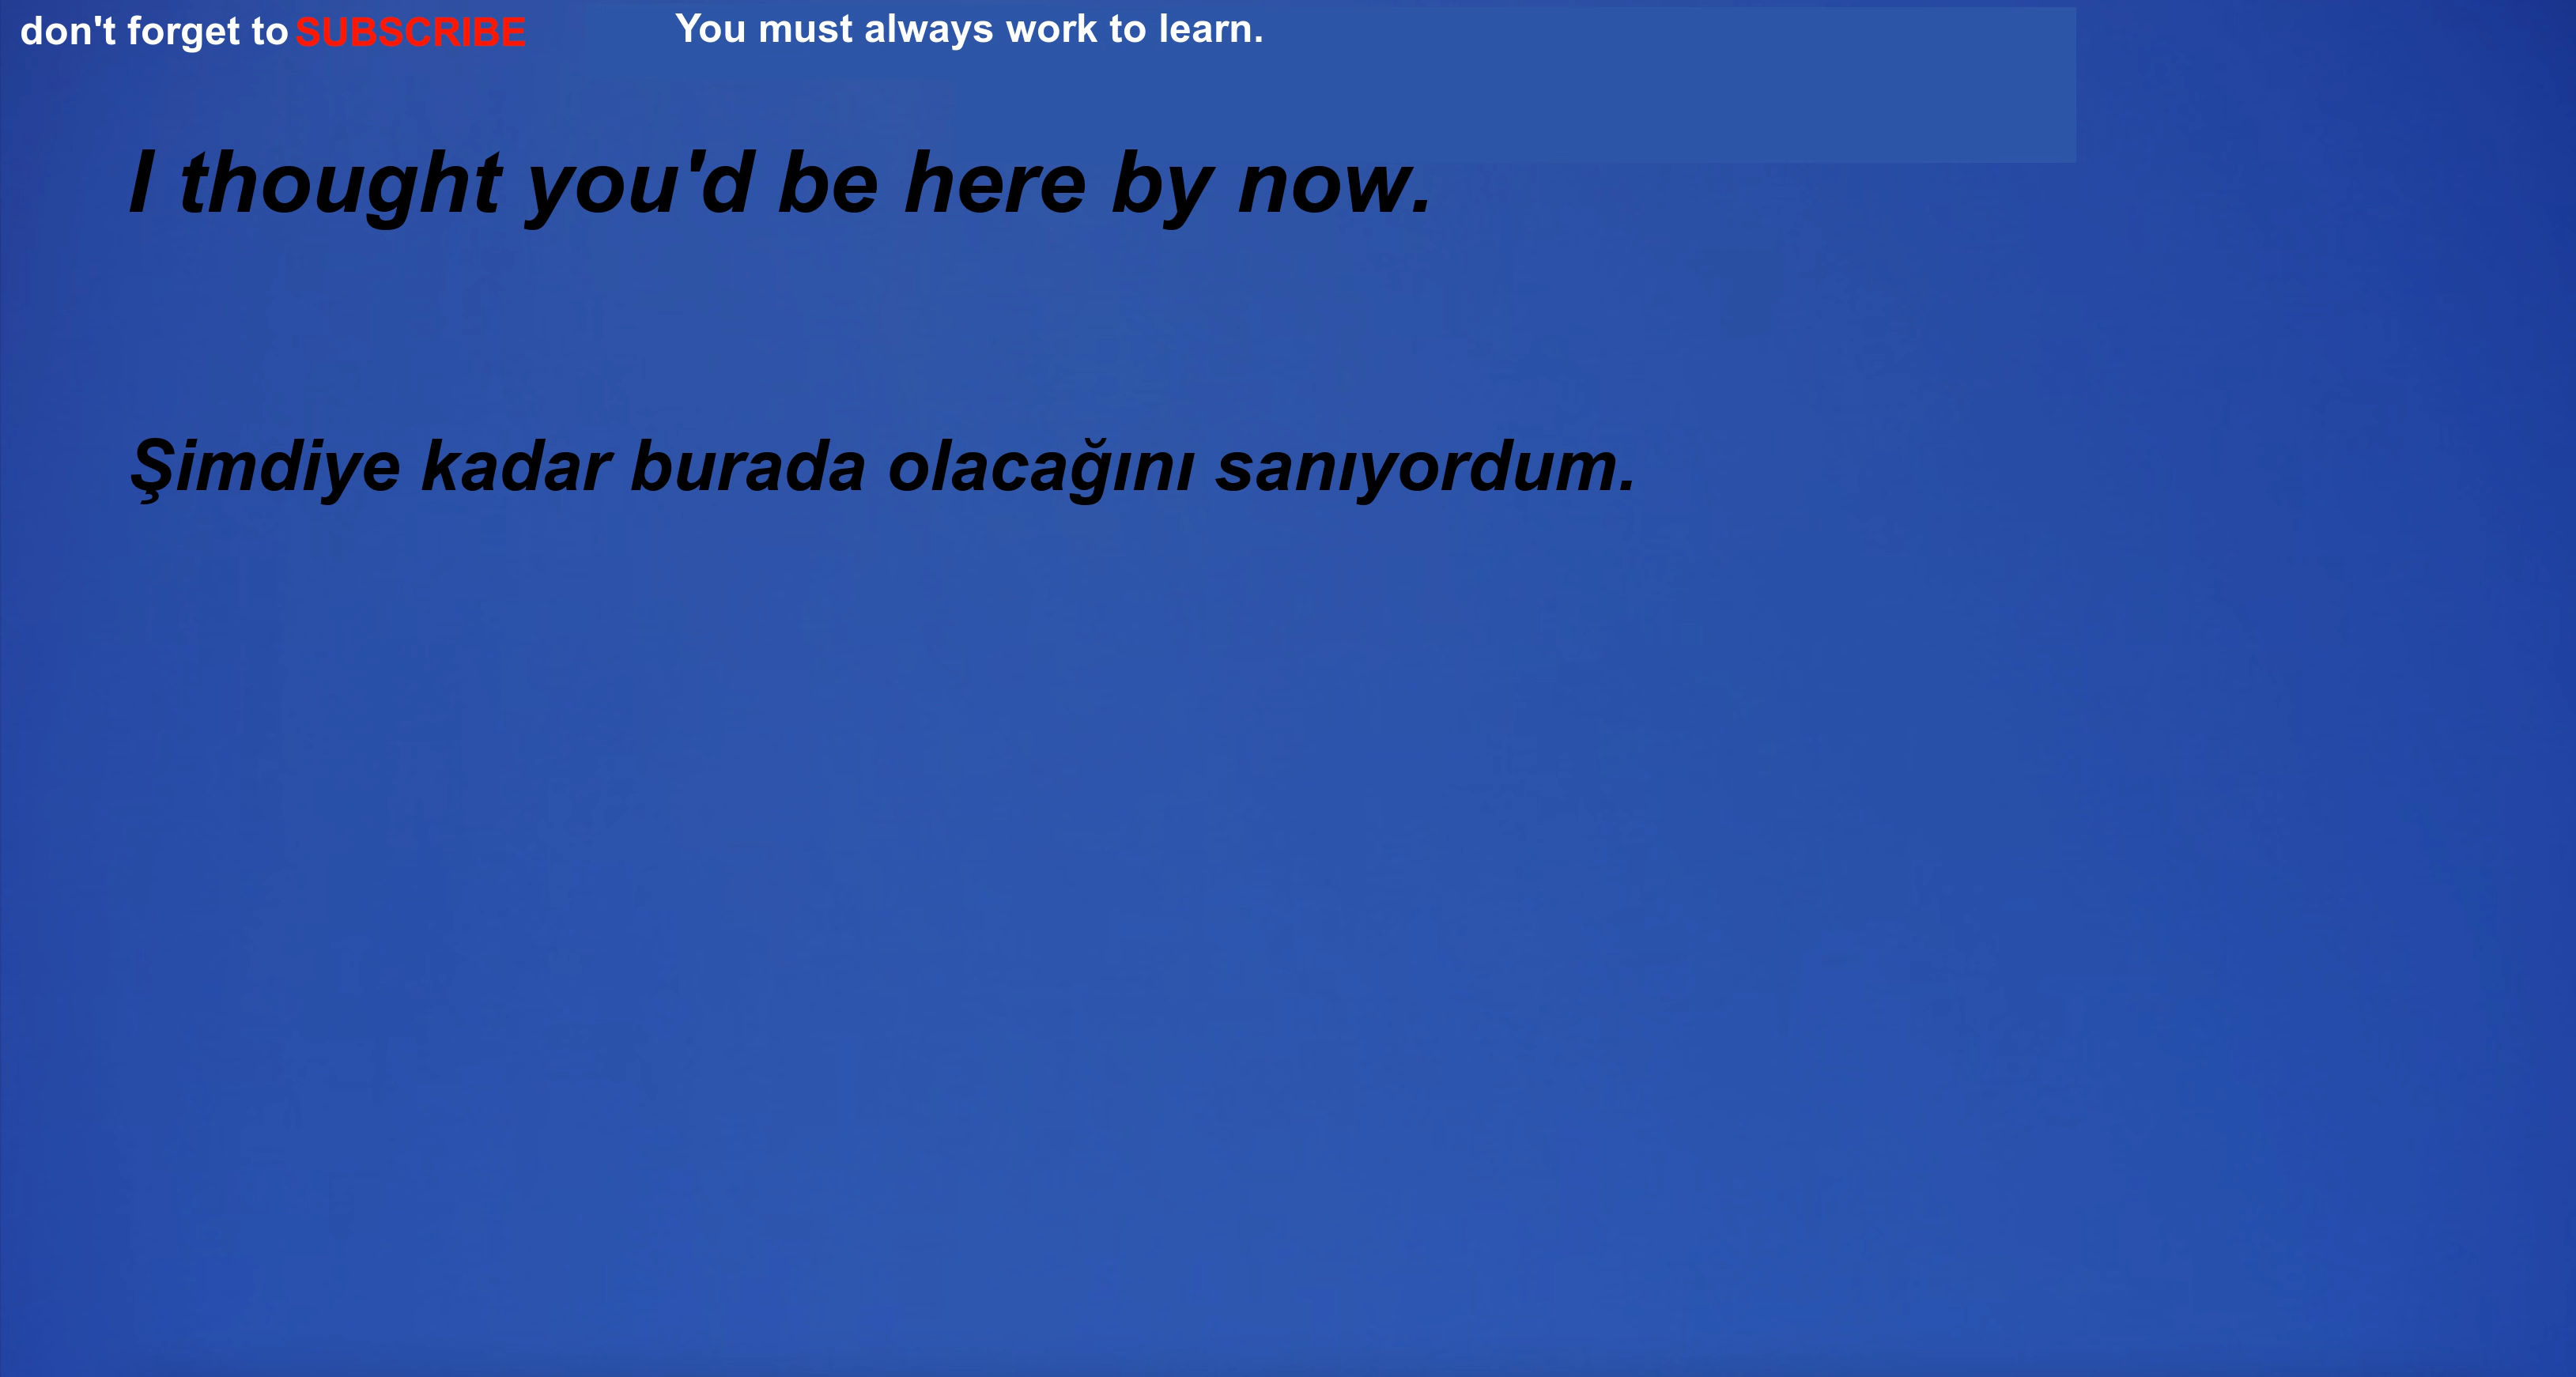 don't forget to SUBSCRIBE You must always work to learn.
I thought you'd be here by now.
Şimdiye kadar burada olacağını sanıyordum.